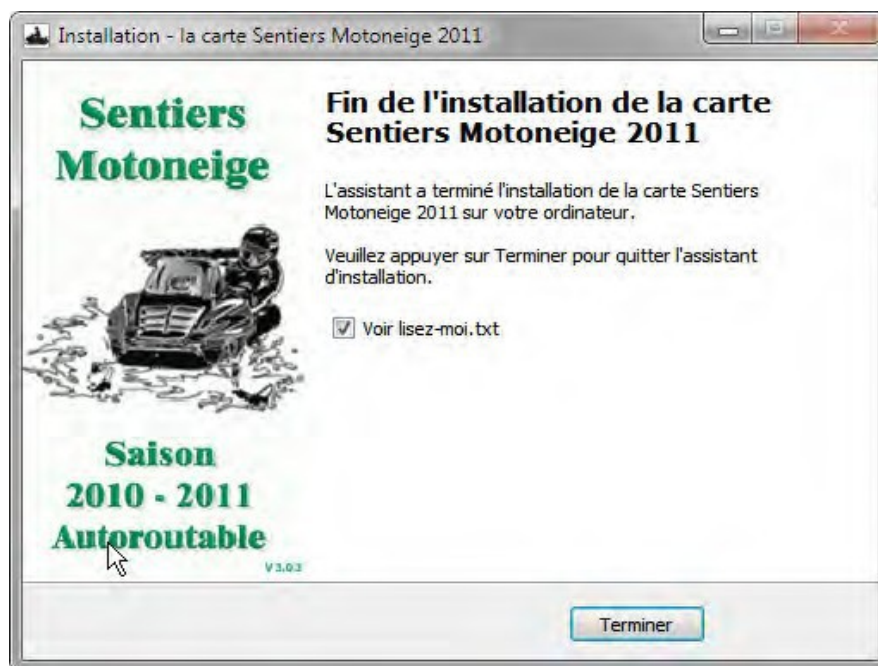 Installation - la carte Sentiers Motoneige 2011
Sentiers
Motoneige
Saison
2010 - 2011
Autoroutable
V 3.03
Fin de l'installation de la carte
Sentiers Motoneige 2011
L'assistant a terminé l'installation de la carte Sentiers
Motoneige 2011 sur votre ordinateur.
Veuillez appuyer sur Terminer pour quitter l'assistant
d'installation.
Voir lisez-moi.txt
Terminer